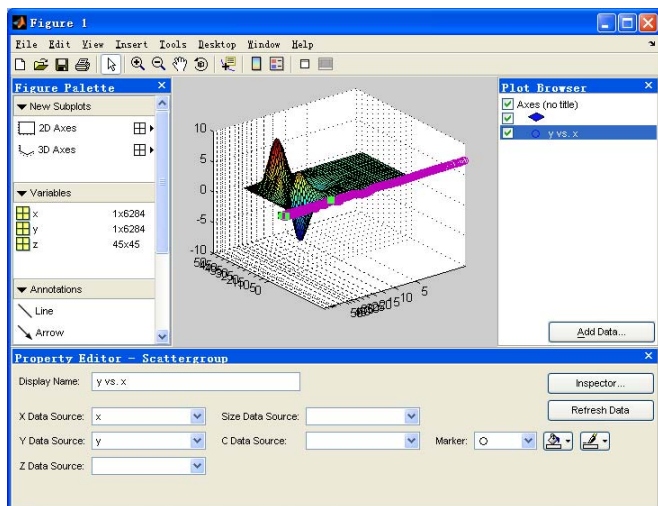 Figure 1
File Edit View Insert Tools Desktop Window Help
Figure Palette
New Subplots
2D Axes
3D Axes
Variables
x 1x6284
y 1x6284
z 45x45
Annotations
Line
Arrow
10
5
0
-5
-10
0
10
5
Plot Browser
Axes (no title)
y vs. x
Add Data...
Property Editor - Scattergroup
Display Name: y vs. x
Inspector...
X Data Source: x Size Data Source:
Refresh Data
Y Data Source: y C Data Source: Marker:
Z Data Source: